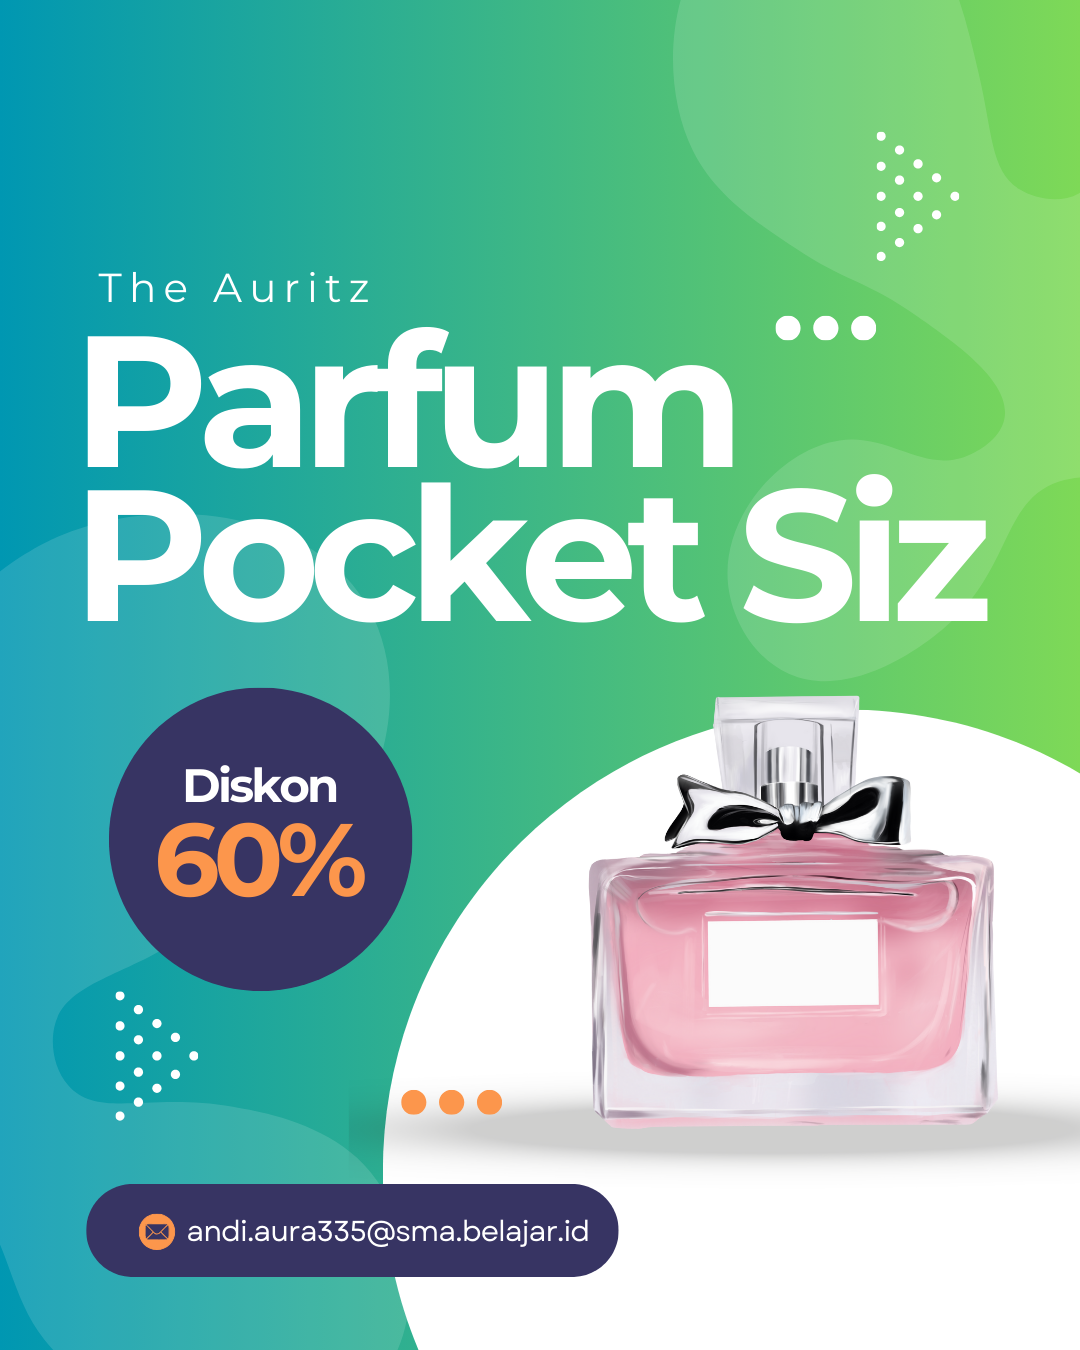 The Auritz
Parfum
Pocket Siz
Diskon
60%
andi.aura335@sma.belajar.id